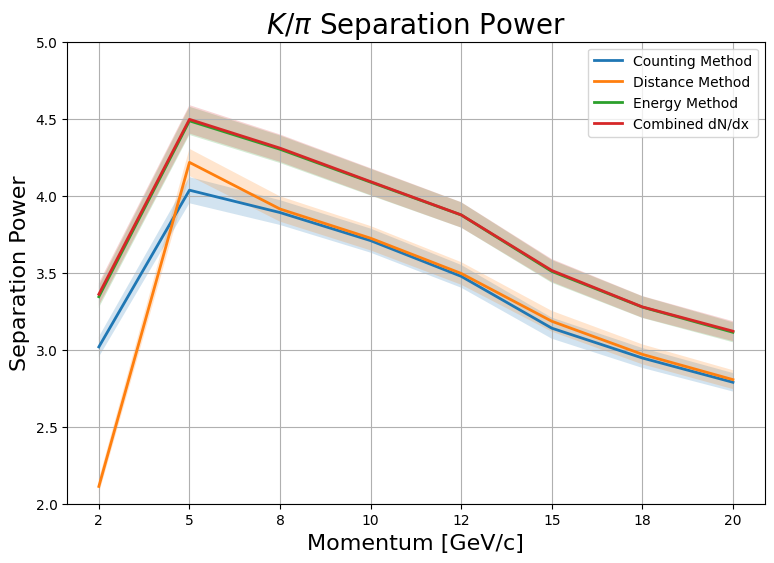 K/π Separation Power
5.0
4.5
4.0
3.5
3.0
2.5
2.0
Separation Power
Counting Method
Distance Method
Energy Method
Combined dN/dx
2 5 8 10 12 15 18 20
Momentum [GeV/c]